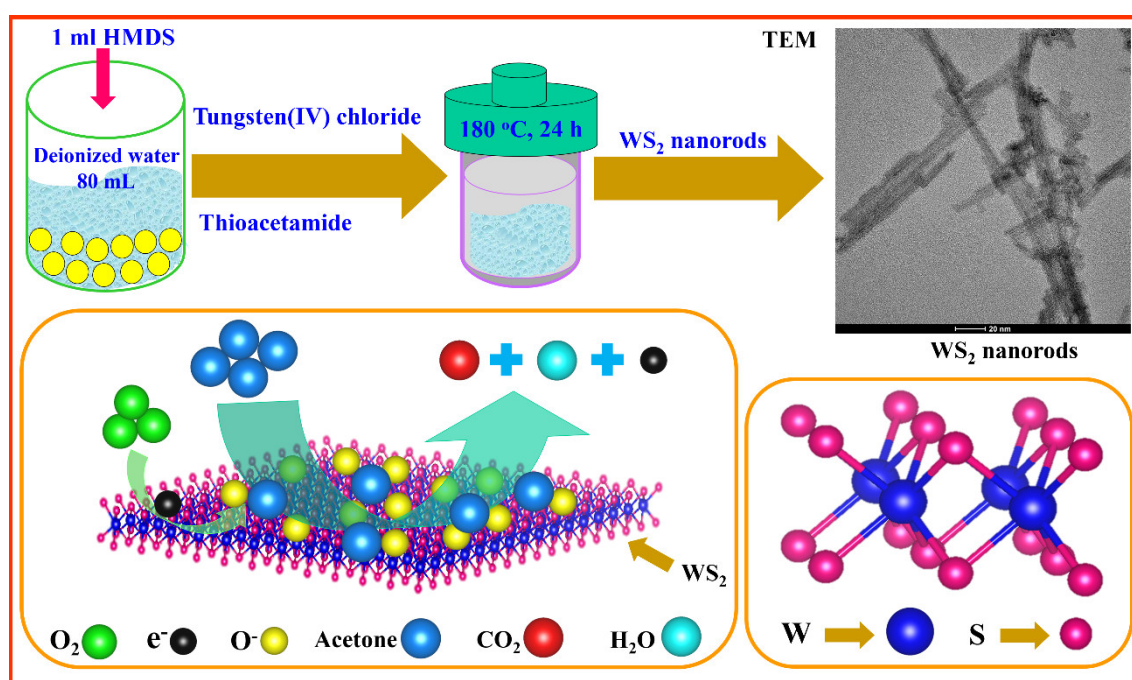 1 ml HMDS
Deionized water
80 mL
Tungsten(IV) chloride
Thioacetamide
180 °C, 24 h
WS₂ nanorods
TEM
20 nm
WS₂ nanorods
WS₂
O₂
e⁻
O⁻
Acetone
CO₂
H₂O
W
S